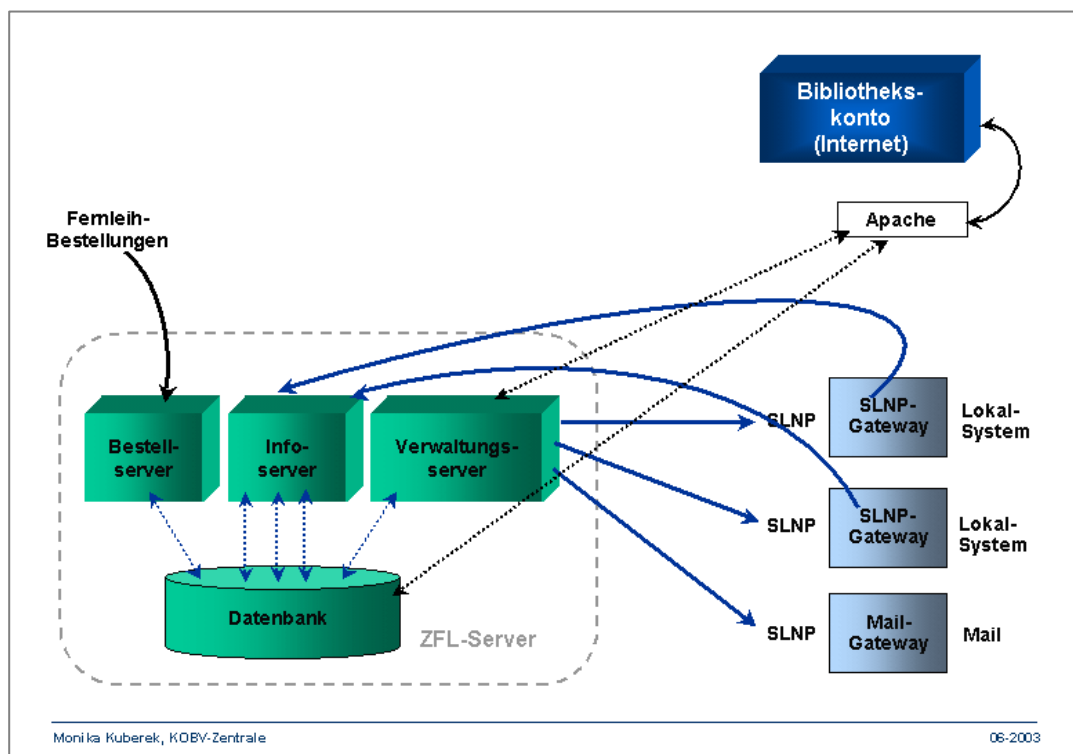 Bibliotheks-
konto
(Internet)
Apache
Fernleih-
Bestellungen
Bestell-
server
Info-
server
Verwaltungs-
server
Datenbank
ZFL-Server
SLNP
SLNP-
Gateway
Lokal-
System
SLNP
SLNP-
Gateway
Lokal-
System
SLNP
Mail-
Gateway
Mail
Monika Kuberek, KOBV-Zentrale
06-2003